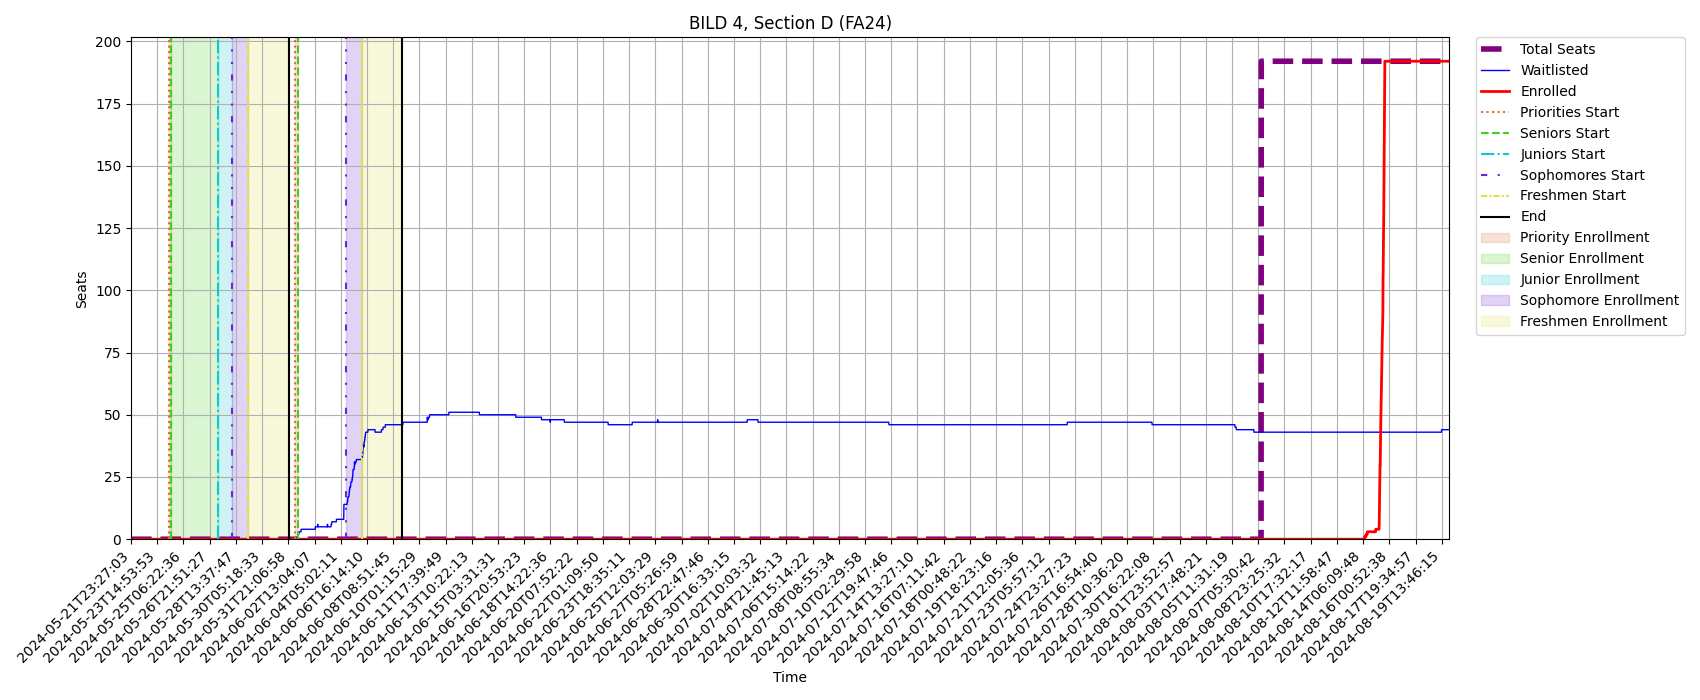 BILD 4, Section D (FA24)
Seats
200
175
150
125
100
75
50
25
0
2024-05-21T23:27:03
2024-05-23T14:53:53
2024-05-25T06:22:36
2024-05-26T21:51:27
2024-05-28T13:37:47
2024-05-30T05:18:33
2024-05-31T21:06:58
2024-06-02T13:04:07
2024-06-04T05:02:11
2024-06-06T16:14:10
2024-06-08T08:51:45
2024-06-10T01:15:29
2024-06-11T17:39:49
2024-06-13T10:22:13
2024-06-15T03:31:31
2024-06-16T20:53:23
2024-06-18T14:22:36
2024-06-20T07:52:22
2024-06-22T01:09:50
2024-06-23T18:35:11
2024-06-25T12:03:29
2024-06-27T05:26:59
2024-06-28T22:47:46
2024-06-30T16:33:15
2024-07-02T10:03:32
2024-07-04T21:45:13
2024-07-06T15:14:22
2024-07-08T08:55:34
2024-07-10T02:29:58
2024-07-12T19:47:46
2024-07-14T13:27:10
2024-07-16T07:11:42
2024-07-18T00:48:22
2024-07-19T18:23:16
2024-07-21T12:05:36
2024-07-23T05:57:12
2024-07-24T23:27:23
2024-07-26T16:54:40
2024-07-28T10:36:20
2024-07-30T16:22:08
2024-08-01T23:52:57
2024-08-03T17:48:21
2024-08-05T11:31:19
2024-08-07T05:30:42
2024-08-08T23:25:32
2024-08-10T17:32:17
2024-08-12T11:58:47
2024-08-14T06:09:48
2024-08-16T00:52:38
2024-08-17T19:34:57
2024-08-19T13:46:15
Time
Total Seats
Waitlisted
Enrolled
Priorities Start
Seniors Start
Juniors Start
Sophomores Start
Freshmen Start
End
Priority Enrollment
Senior Enrollment
Junior Enrollment
Sophomore Enrollment
Freshmen Enrollment